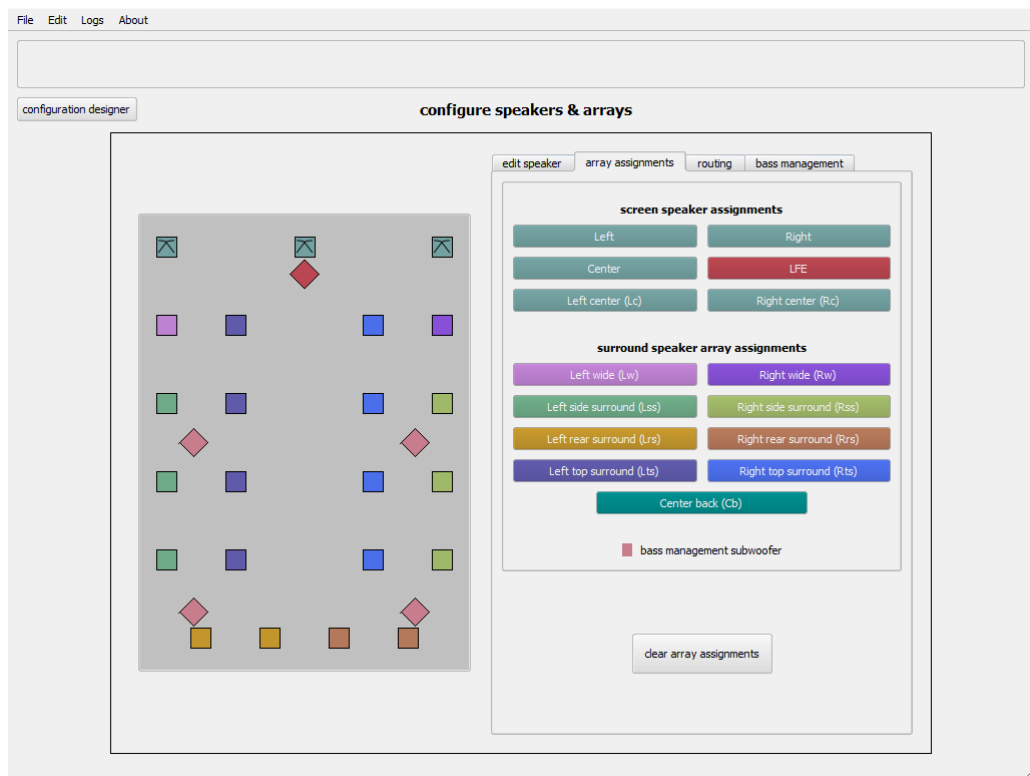 File Edit Logs About
configuration designer
configure speakers & arrays
edit speaker array assignments routing bass management
screen speaker assignments
Left Right
Center LFE
Left center (Lc) Right center (Rc)
surround speaker array assignments
Left wide (Lw) Right wide (Rw)
Left side surround (Lss) Right side surround (Rss)
Left rear surround (Lrs) Right rear surround (Rrs)
Left top surround (Lts) Right top surround (Rts)
Center back (Cb)
bass management subwoofer
clear array assignments